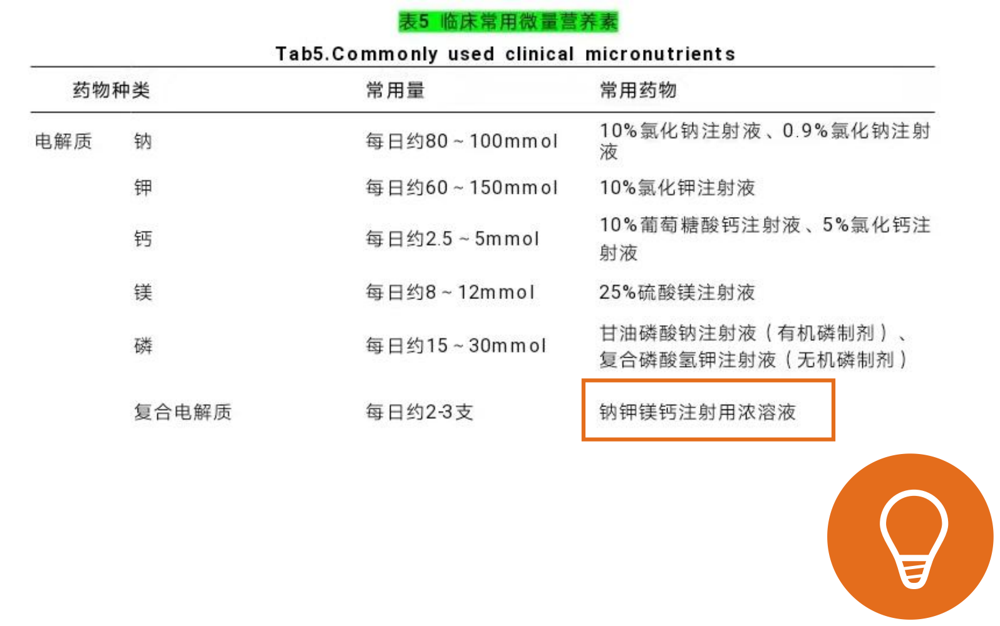 表5 临床常用微量营养素
Tab5.Commonly used clinical micronutrients
药物种类 常用量 常用药物
电解质 钠 每日约80～100mmol 10%氯化钠注射液、0.9%氯化钠注射
液
钾 每日约60～150mmol 10%氯化钾注射液
钙 每日约2.5～5mmol 10%葡萄糖酸钙注射液、5%氯化钙注
射液
镁 每日约8～12mmol 25%硫酸镁注射液
磷 每日约15～30mmol 甘油磷酸钠注射液（有机磷制剂）、
复合磷酸氢钾注射液（无机磷制剂）
复合电解质 每日约2-3支 钠钾镁钙注射用浓溶液